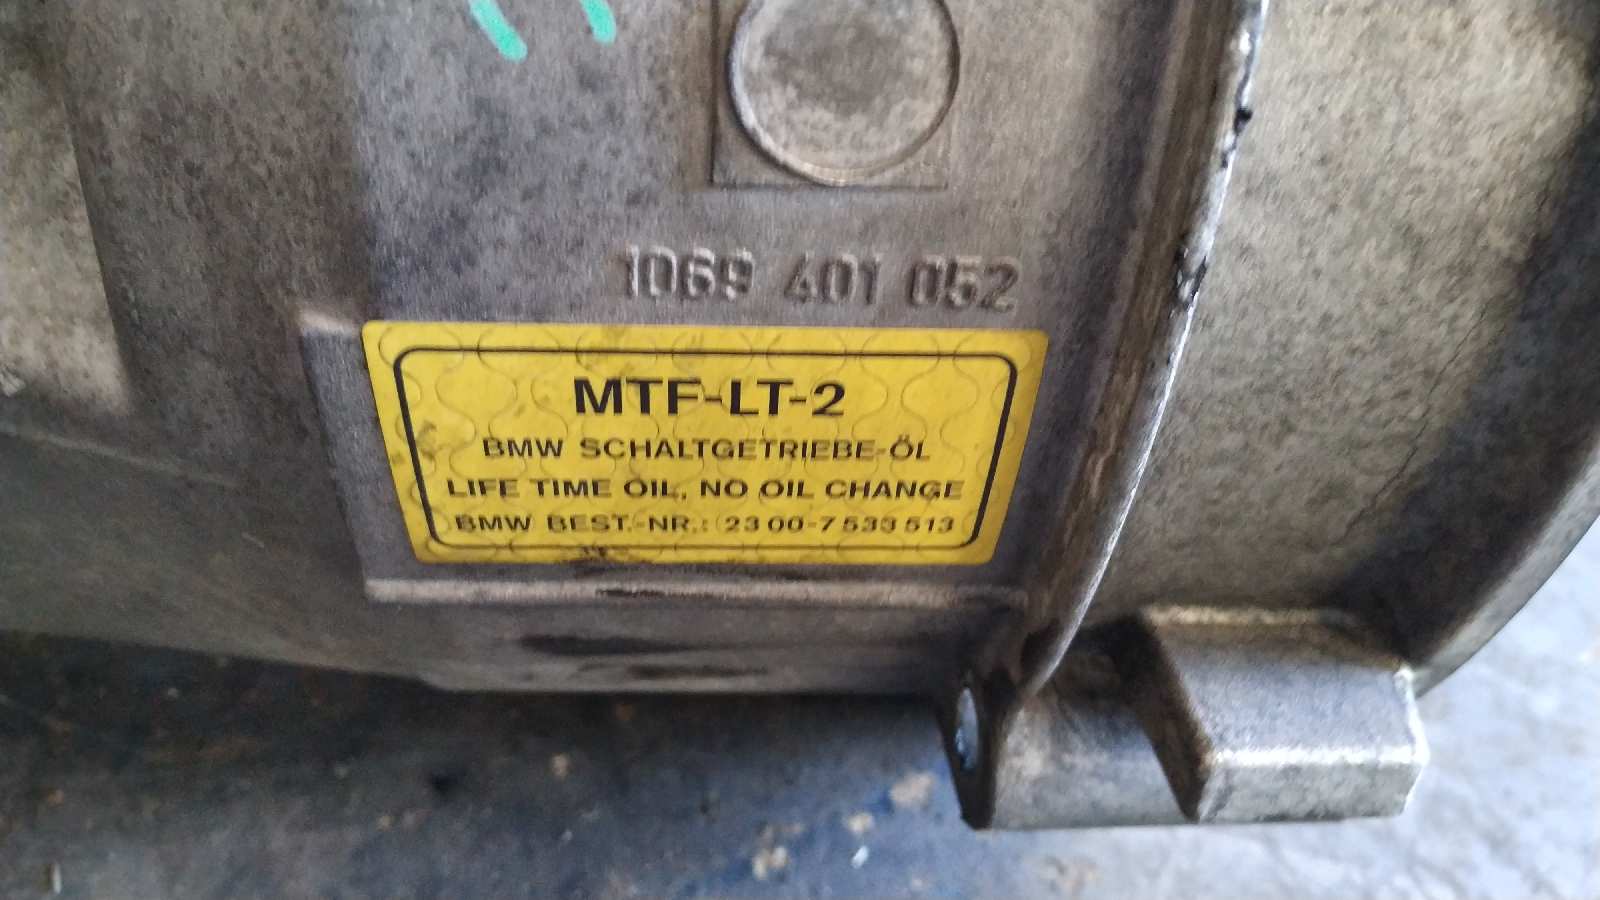 1069 401 052
MTF-LT-2
BMW SCHALTGETRIEBE-ÖL
LIFE TIME OIL, NO OIL CHANGE
BMW BEST.-NR.: 23 00-7 533 513